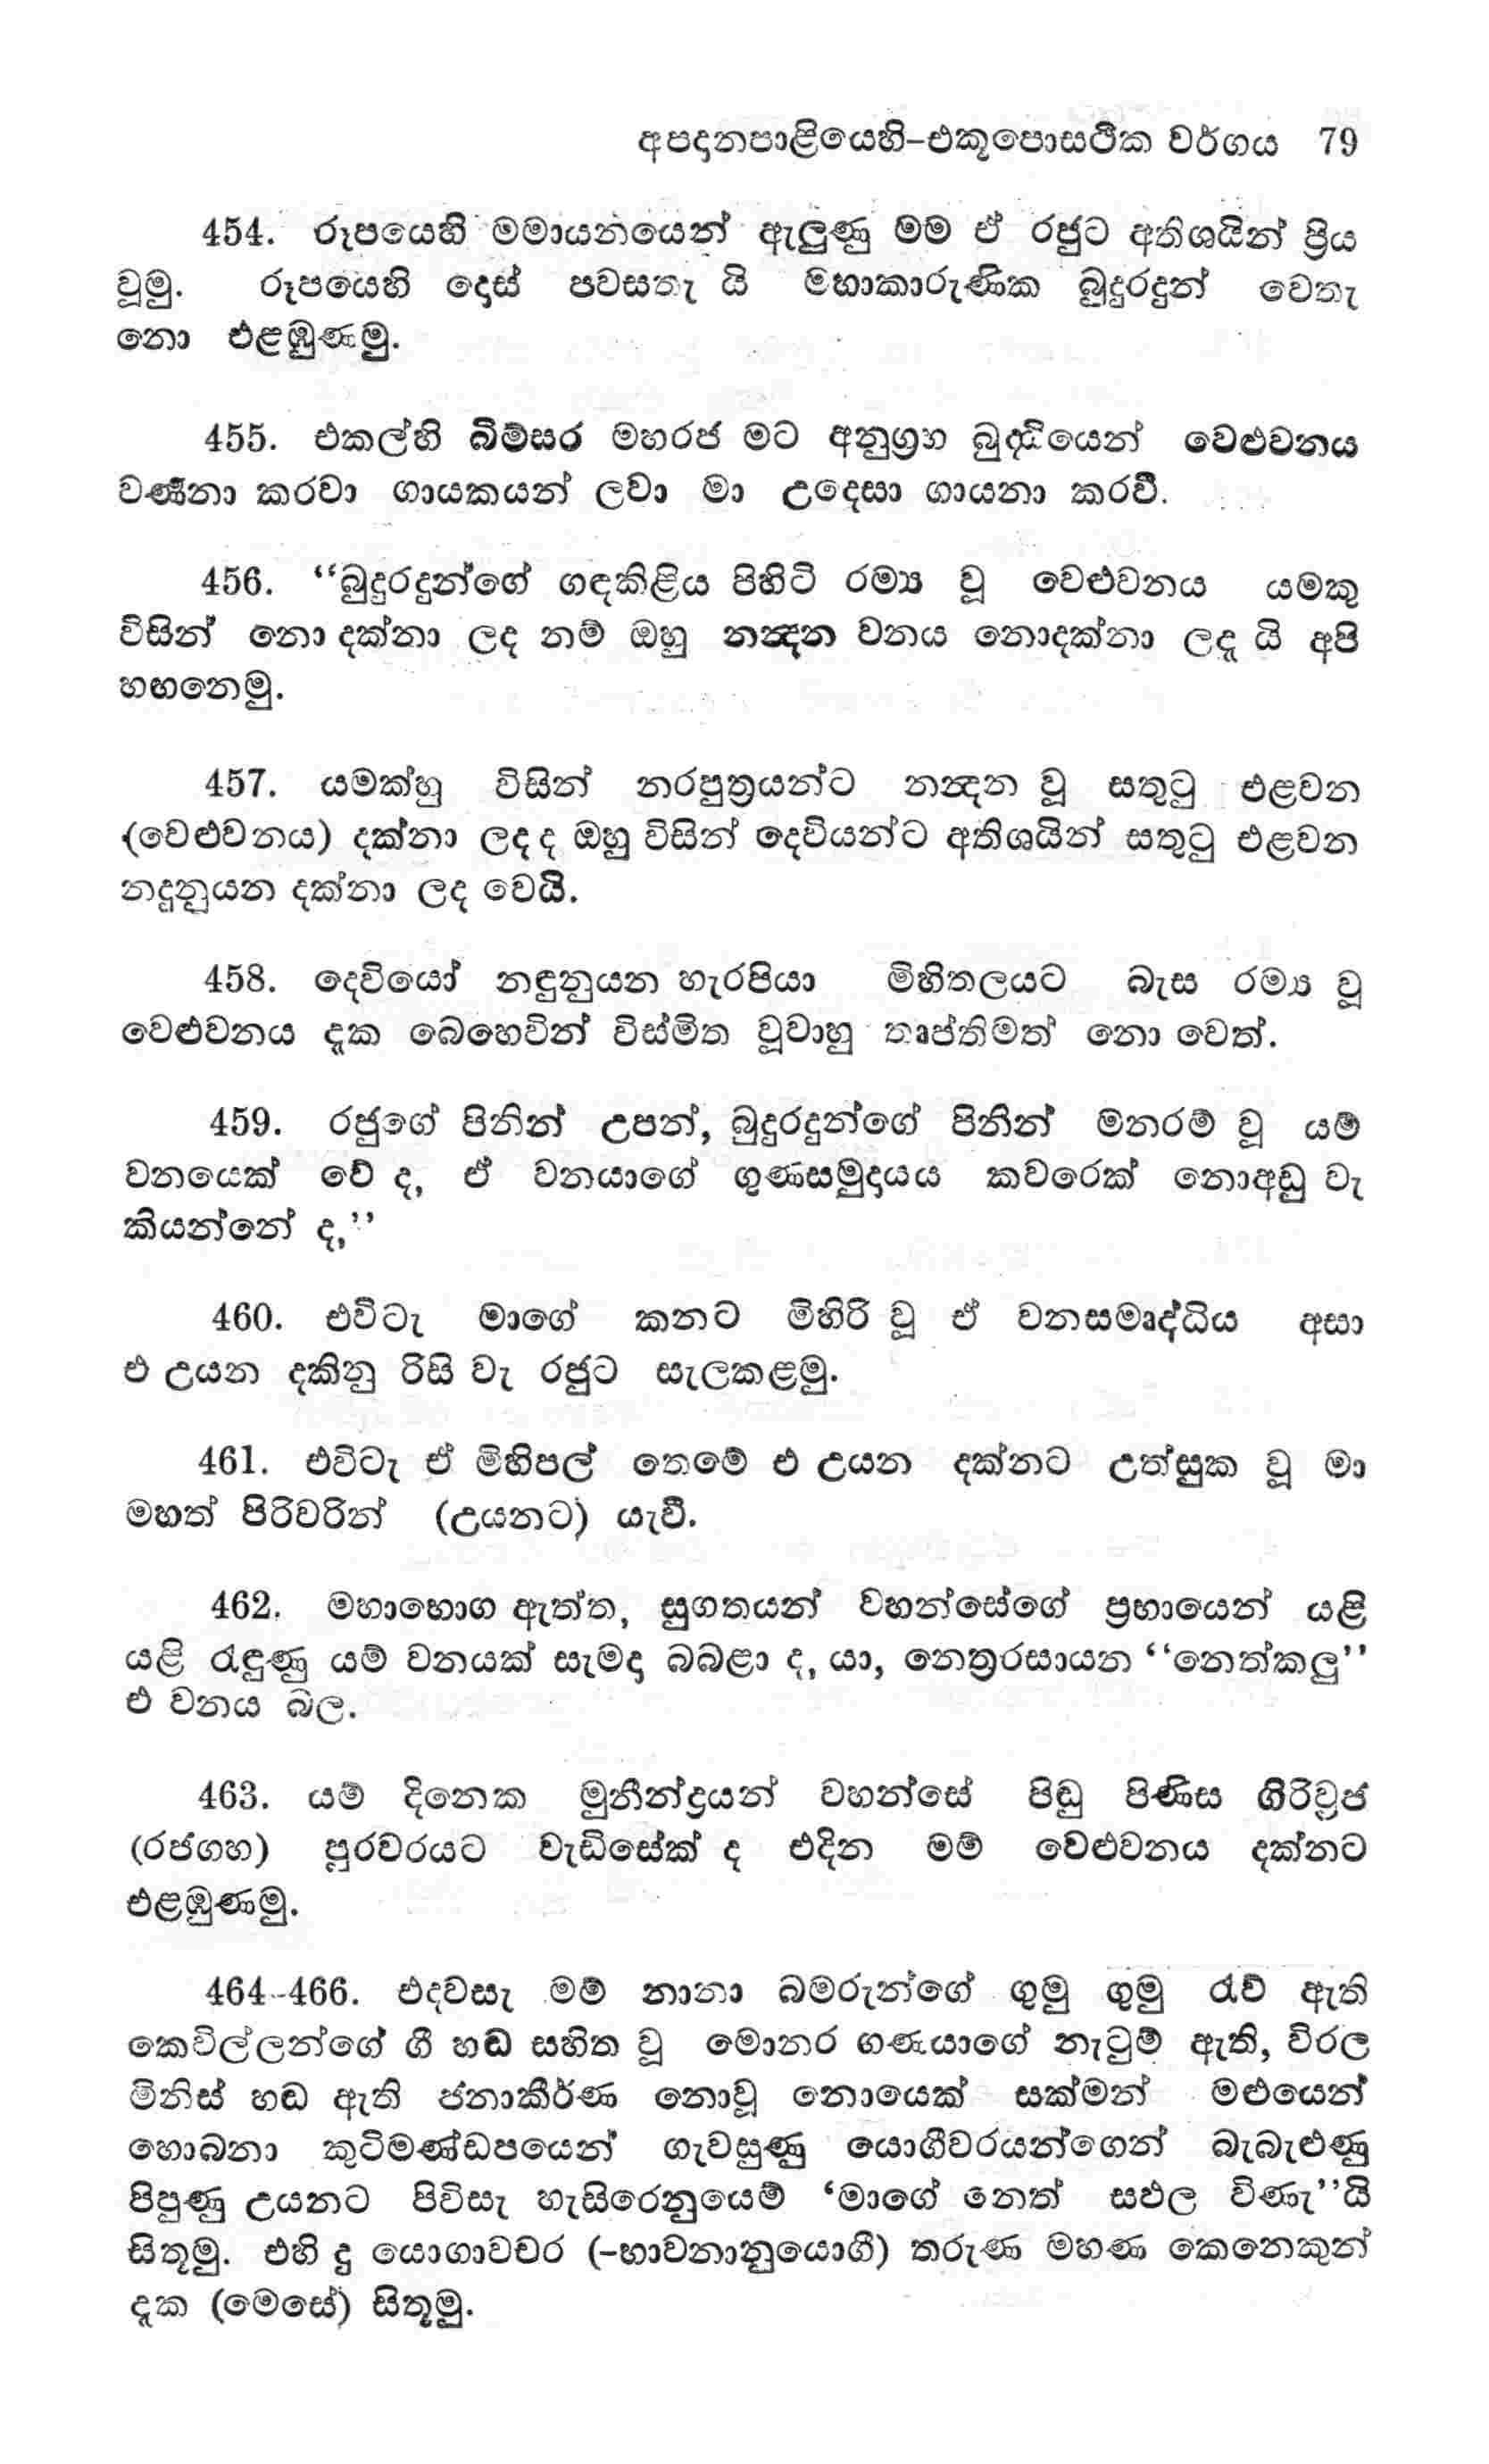 අපදානපාළියෙහි-එකූපොසථික වර්ගය 79
454. රූපයෙහි මමායනයෙන් ඇලුණු මම් ඒ රජුට අතිශයින් ප්‍රිය
වූමු. රූපයෙහි දොස් පවසතැ යි මහාකාරුණික බුදුරදුන් වෙතැ
නො එළඹුණමු.
455. එකල්හි බිම්සර මහරජ මට අනුග්‍රහ බුද්ධියෙන් වෙළුවනය
වර්‍ණනා කරවා ගායකයන් ලවා මා උදෙසා ගායනා කරවී.
456. “බුදුරදුන්ගේ ගඳකිළිය පිහිටි රම්‍ය වූ වෙළුවනය යමකු
විසින් නො දක්නා ලද නම් ඔහු නන්‍දන වනය නොදක්නා ලදැ යි අපි
හඟනෙමු.
457. යමක්හු විසින් නරපුත්‍රයන්ට නන්‍දන වූ සතුටු එළවන
(වෙළුවනය) දක්නා ලද ද ඔහු විසින් දෙවියන්ට අතිශයින් සතුටු එළවන
නදුනුයන දක්නා ලද වෙයි.
458. දෙවියෝ නඳුනුයන හැරපියා මිහිතලයට බැස රම්‍ය වූ
වෙළුවනය දැක බෙහෙවින් විස්මිත වූවාහු තෘප්තිමත් නො වෙත්.
459. රජුගේ පිනින් උපන්, බුදුරදුන්ගේ පිනින් මනරම් වූ යම්
වනයෙක් වේ ද, ඒ වනයාගේ ගුණසමුදායය කවරෙක් නොඅඩු වැ
කියන්නේ ද,”
460. එවිටැ මාගේ කනට මිහිරි වූ ඒ වනසමෘද්ධිය අසා
එ උයන දකිනු රිසි වැ රජුට සැලකළමු.
461. එවිටැ ඒ මිහිපල් තෙමේ එ උයන දක්නට උත්සුක වූ මා
මහත් පිරිවරින් (උයනට) යැවී.
462. මහාභොග ඇත්ත, සුගතයන් වහන්සේගේ ප්‍රභායෙන් යළි
යළි රැඳුණු යම් වනයක් සැමදා බබළා ද, යා, නෙත්‍රරසායන “නෙත්කලු”
එ වනය බල.
463. යම් දිනෙක මුනීන්ද්‍රයන් වහන්සේ පිඬු පිණිස ගිරිව්‍රජ
(රජගහ) පුරවරයට වැඩිසේක් ද එදින මම් වෙළුවනය දක්නට
එළඹුණමු.
464-466. එදවසැ මම් නානා බමරුන්ගේ ගුමු ගුමු රැව් ඇති
කෙවිල්ලන්ගේ ගී හඬ සහිත වූ මොනර ගණයාගේ නැටුම් ඇති, විරල
මිනිස් හඬ ඇති ජනාකීර්ණ නොවූ නොයෙක් සක්මන් මළුයෙන්
හොබනා කුටිමණ්ඩපයෙන් ගැවසුණු යොගීවරයන්ගෙන් බැබැළුණු
පිපුණු උයනට පිවිසැ හැසිරෙනුයෙම් ‘මාගේ නෙත් සඵල විණැ”යි
සිතූමු. එහි දු යොගාවචර (-භාවනානුයොගී) තරුණ මහණ කෙනෙකුන්
දැක (මෙසේ) සිතූමු.